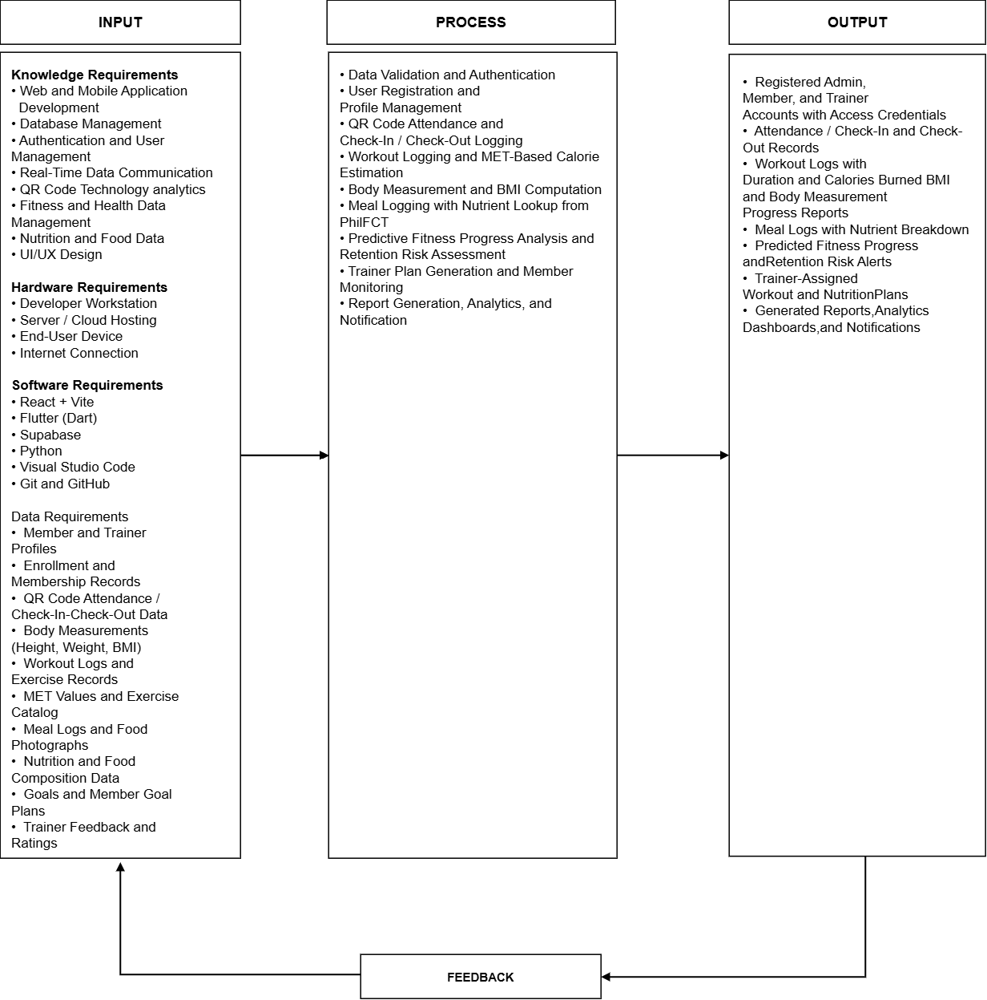 INPUT
Knowledge Requirements
• Web and Mobile Application
Development
• Database Management
• Authentication and User
Management
• Real-Time Data Communication
• QR Code Technology analytics
• Fitness and Health Data
Management
• Nutrition and Food Data
• UI/UX Design
Hardware Requirements
• Developer Workstation
• Server / Cloud Hosting
• End-User Device
• Internet Connection
Software Requirements
• React + Vite
• Flutter (Dart)
• Supabase
• Python
• Visual Studio Code
• Git and GitHub
Data Requirements
• Member and Trainer
Profiles
• Enrollment and
Membership Records
• QR Code Attendance /
Check-In-Check-Out Data
• Body Measurements
(Height, Weight, BMI)
• Workout Logs and
Exercise Records
• MET Values and Exercise
Catalog
• Meal Logs and Food
Photographs
• Nutrition and Food
Composition Data
• Goals and Member Goal
Plans
• Trainer Feedback and
Ratings
PROCESS
• Data Validation and Authentication
• User Registration and
Profile Management
• QR Code Attendance and
Check-In / Check-Out Logging
• Workout Logging and MET-Based Calorie
Estimation
• Body Measurement and BMI Computation
• Meal Logging with Nutrient Lookup from
PhilFCT
• Predictive Fitness Progress Analysis and
Retention Risk Assessment
• Trainer Plan Generation and Member
Monitoring
• Report Generation, Analytics, and
Notification
OUTPUT
• Registered Admin,
Member, and Trainer
Accounts with Access Credentials
• Attendance / Check-In and Check-
Out Records
• Workout Logs with
Duration and Calories Burned BMI
and Body Measurement
Progress Reports
• Meal Logs with Nutrient Breakdown
• Predicted Fitness Progress
andRetention Risk Alerts
• Trainer-Assigned
Workout and NutritionPlans
• Generated Reports,Analytics
Dashboards,and Notifications
FEEDBACK